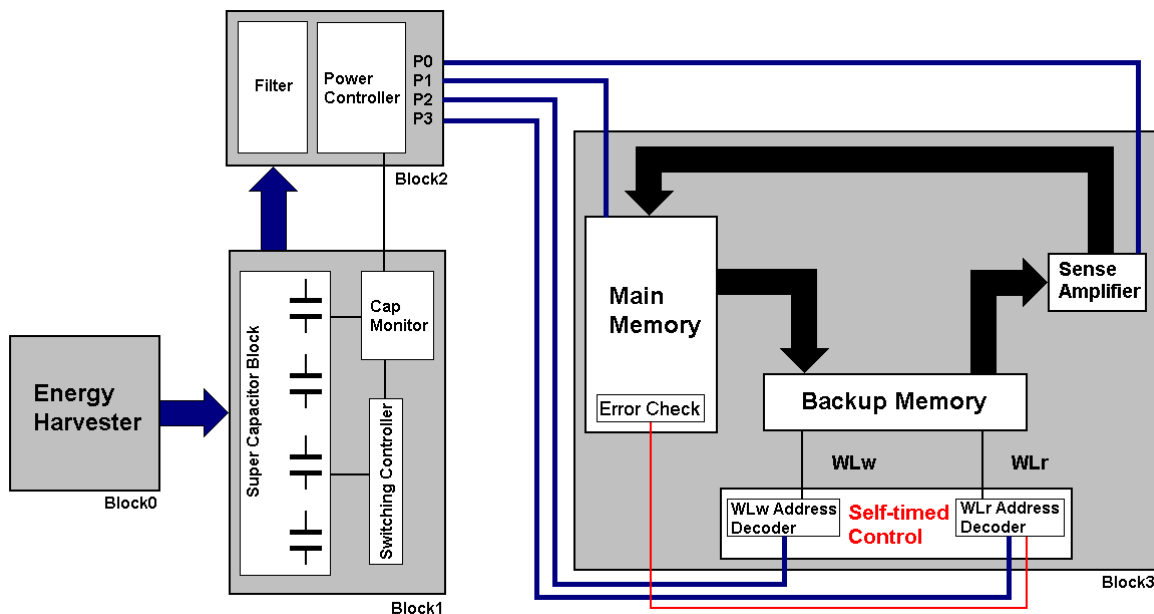 Filter
Power
Controller
P0
P1
P2
P3
Block2
Energy
Harvester
Block0
Super Capacitor Block
Cap
Monitor
Switching Controller
Block1
Main
Memory
Error Check
Sense
Amplifier
Backup Memory
WLw
WLr
WLw Address
Decoder
Self-timed
Control
WLr Address
Decoder
Block3